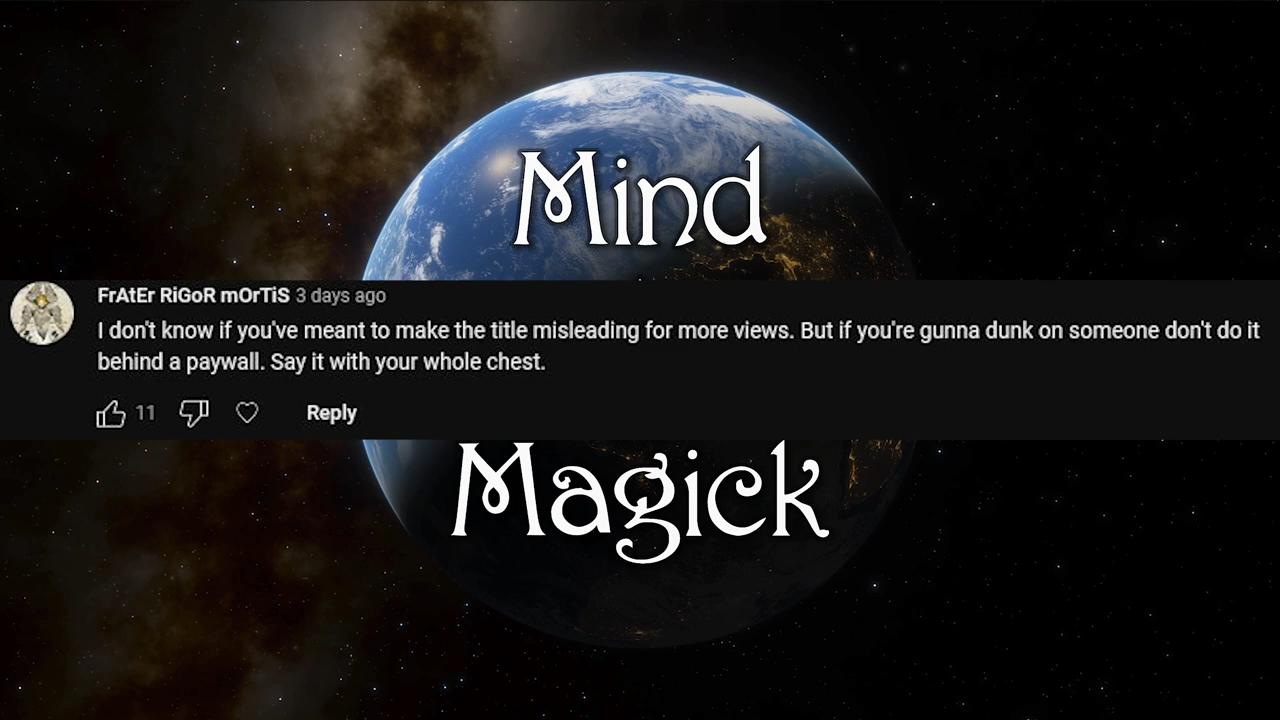 Mind
FrAtEr RiGoR mOrTiS 3 days ago
I don't know if you've meant to make the title misleading for more views. But if you're gunna dunk on someone don't do it
behind a paywall. Say it with your whole chest.
11 Reply
Magick